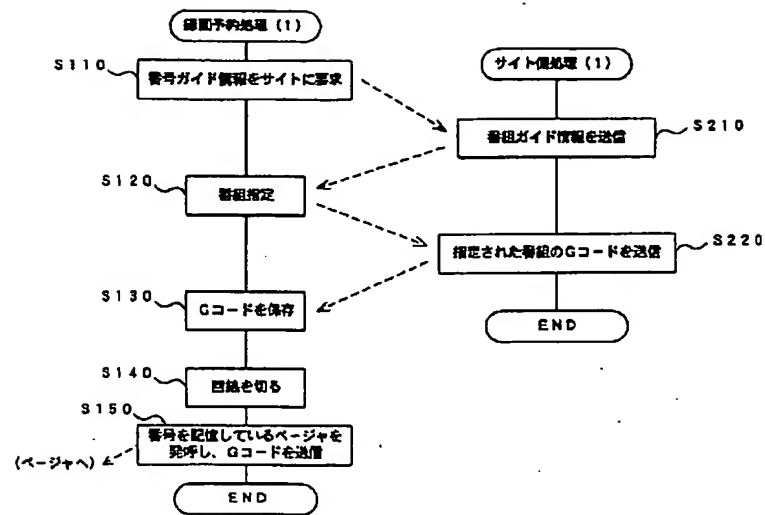 録画予約処理(1)
S110
番号ガイド情報をサイトに要求
サイト側処理(1)
S210
番組ガイド情報を送信
S120
番組指定
S220
指定された番組のGコードを送信
S130
Gコードを保存
END
S140
回線を切る
S150
番号を記憶しているページャを
発呼し、Gコードを送信
(ページャへ)
END